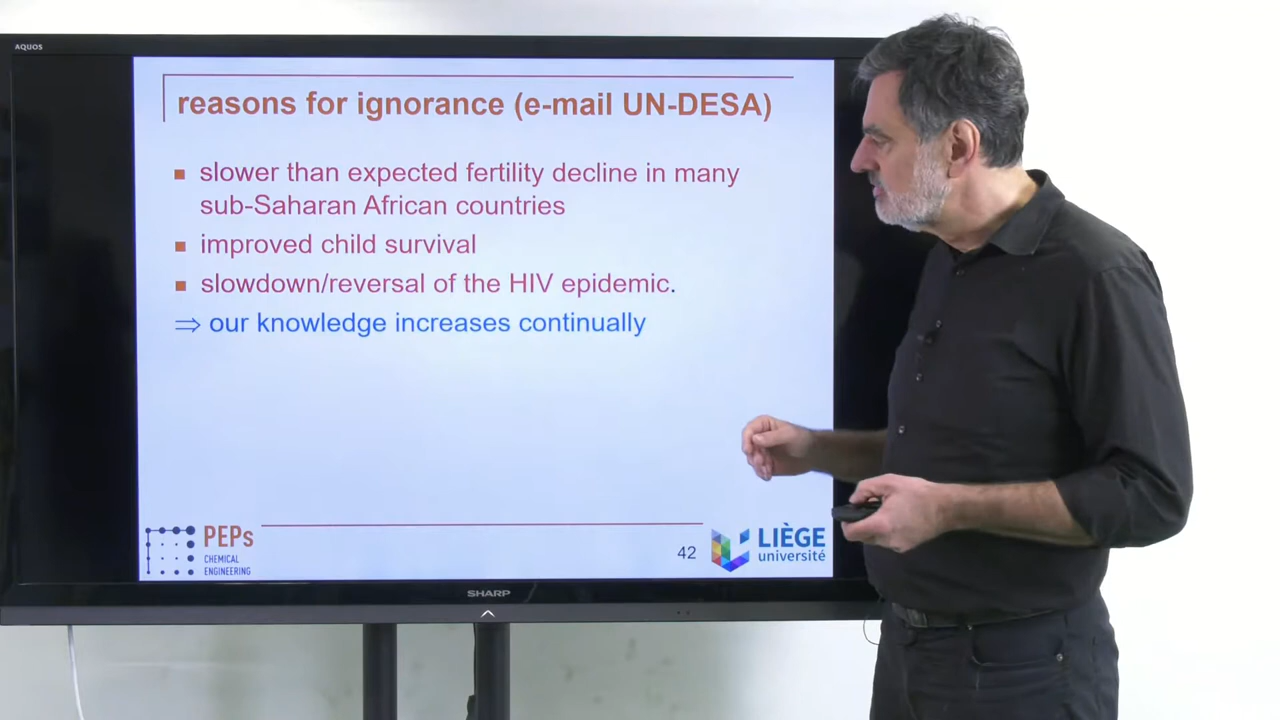 AQUOS
reasons for ignorance (e-mail UN-DESA)
slower than expected fertility decline in many
sub-Saharan African countries
improved child survival
slowdown/reversal of the HIV epidemic.
⇒ our knowledge increases continually
PEPs
CHEMICAL
ENGINEERING
42
LIÈGE
université
SHARP